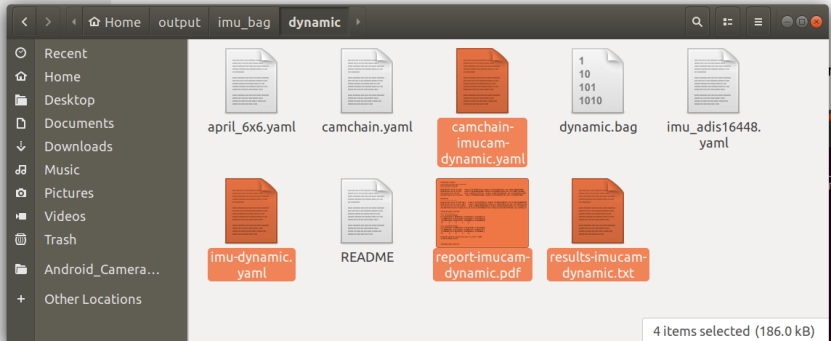 Home output imu_bag dynamic
Recent
Home
Desktop
Documents
Downloads
Music
Pictures
Videos
Trash
Android_Camera...
Other Locations
april_6x6.yaml
camchain.yaml
camchain-
imucam-
dynamic.yaml
1
10
101
1010
dynamic.bag
imu_adis16448.
yaml
imu-dynamic.
yaml
README
report-imucam-
dynamic.pdf
results-imucam-
dynamic.txt
4 items selected (186.0 kB)